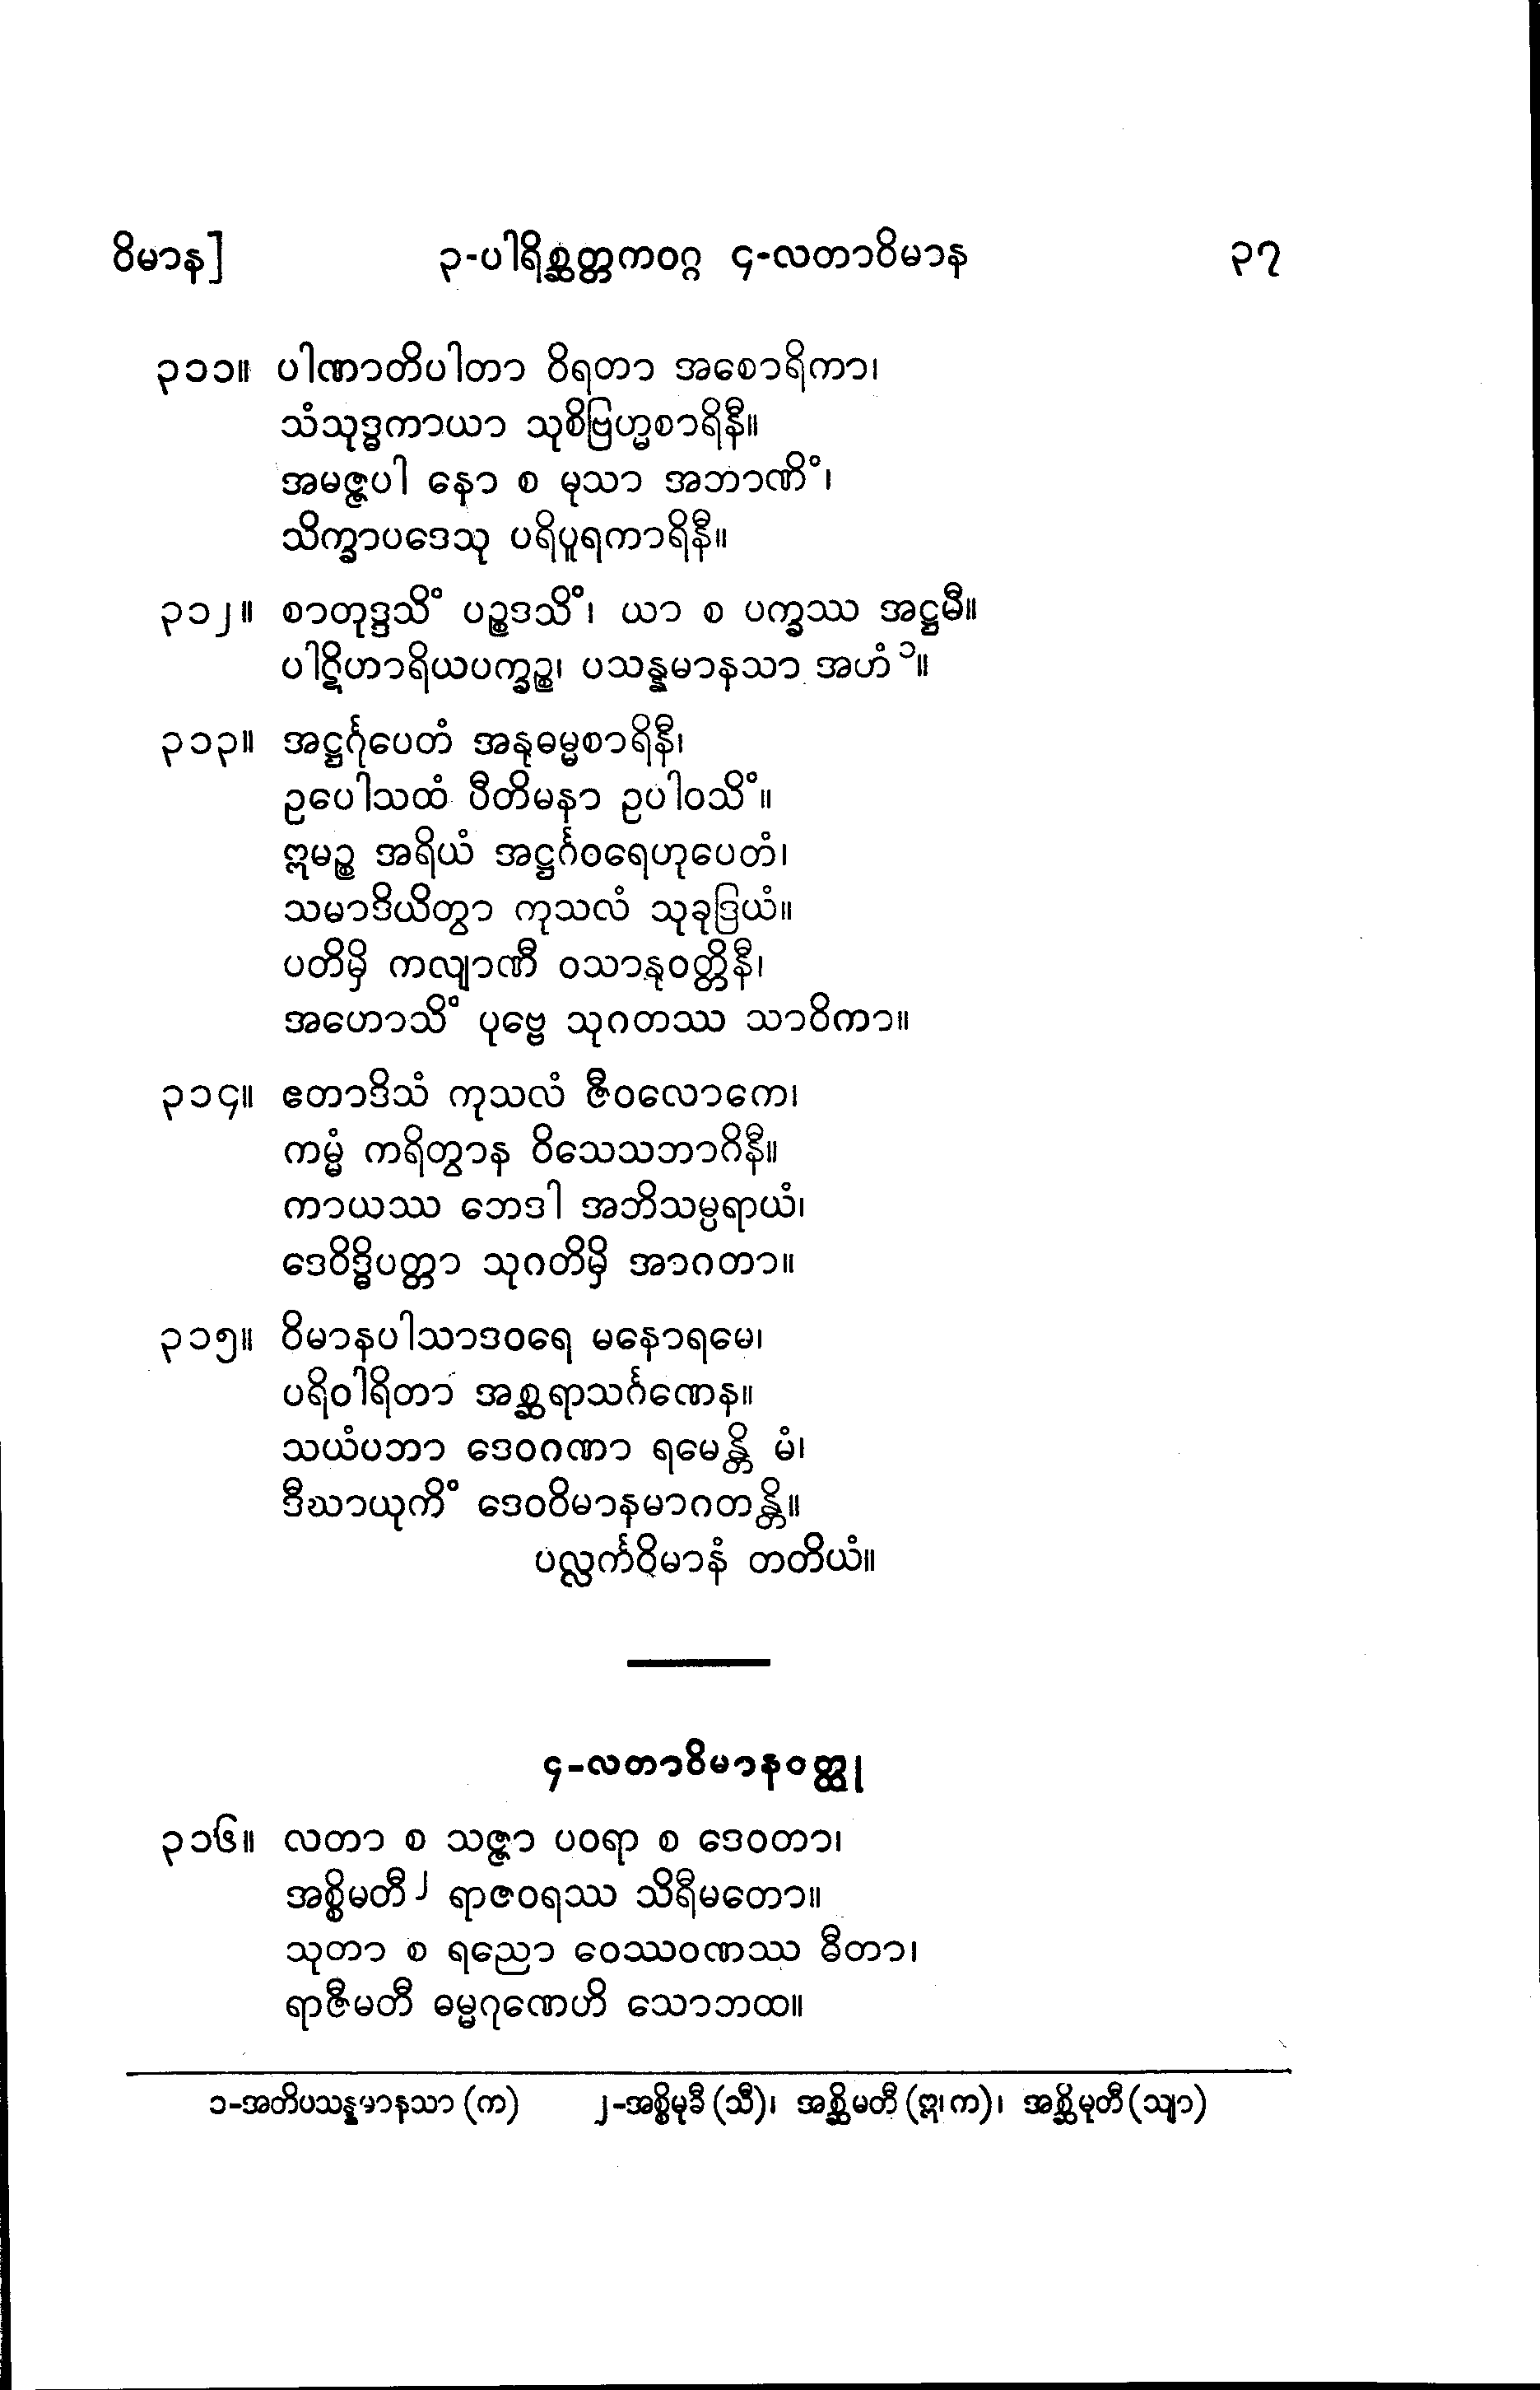 ဝိမာန] ၃-ပါရိစ္ဆတ္တကဝဂ္ဂ ၄-လတာဝိမာန ၃၇
၃၁၁။ ပါဏာတိပါတာ ဝိရတာ အစောရိကာ၊
သံသုဒ္ဓကာယာ သုစိဗြဟ္မစာရိနီ။
အမဇ္ဇပါ နော စ မုသာ အဘာဏိံ၊
သိက္ခာပဒေသု ပရိပူရကာရိနီ။
၃၁၂။ စာတုဒ္ဒသိံ ပဉ္စဒသိံ၊ ယာ စ ပက္ခဿ အဋ္ဌမီ။
ပါဋိဟာရိယပက္ခဉ္စ၊ ပသန္နမာနသာ အဟံ၁။
၃၁၃။ အဋ္ဌင်္ဂုပေတံ အနုဓမ္မစာရိနီ၊
ဥပေါသထံ ပီတိမနာ ဥပါဝသိံ။
ဣမဉ္စ အရိယံ အဋ္ဌင်္ဂဝရေဟုပေတံ၊
သမာဒိယိတွာ ကုသလံ သုခုဒြယံ။
ပတိမှိ ကလျာဏီ ဝသာနုဝတ္တိနီ၊
အဟောသိံ ပုဗ္ဗေ သုဂတဿ သာဝိကာ။
၃၁၄။ ဧတာဒိသံ ကုသလံ ဇီဝလောကေ၊
ကမ္မံ ကရိတွာန ဝိသေသဘာဂိနီ။
ကာယဿ ဘေဒါ အဘိသမ္ပရာယံ၊
ဒေဝိဒ္ဓိပတ္တာ သုဂတိမှိ အာဂတာ။
၃၁၅။ ဝိမာနပါသာဒဝရေ မနောရမေ၊
ပရိဝါရိတာ အစ္ဆရာသင်္ဂဏေန။
သယံပဘာ ဒေဝဂဏာ ရမေန္တိ မံ၊
ဒီဃာယုကိံ ဒေဝဝိမာနမာဂတန္တိ။
ပလ္လင်္ကဝိမာနံ တတိယံ။
၄-လတာဝိမာနဝတ္ထု
၃၁၆။ လတာ စ သဇ္ဇာ ပဝရာ စ ဒေဝတာ၊
အစ္စိမတီ၂ ရာဇဝရဿ သိရီမတော။
သုတာ စ ရညော ဝေဿဝဏဿ ဓီတာ၊
ရာဇီမတီ ဓမ္မဂုဏေဟိ သောဘထ။
၁-အတိပသန္နမာနသာ (က) ၂-အစ္စိမုခီ (သီ)၊ အစ္ဆိမတီ (ဣ၊ က)၊ အစ္ဆိမုတီ (သျာ)